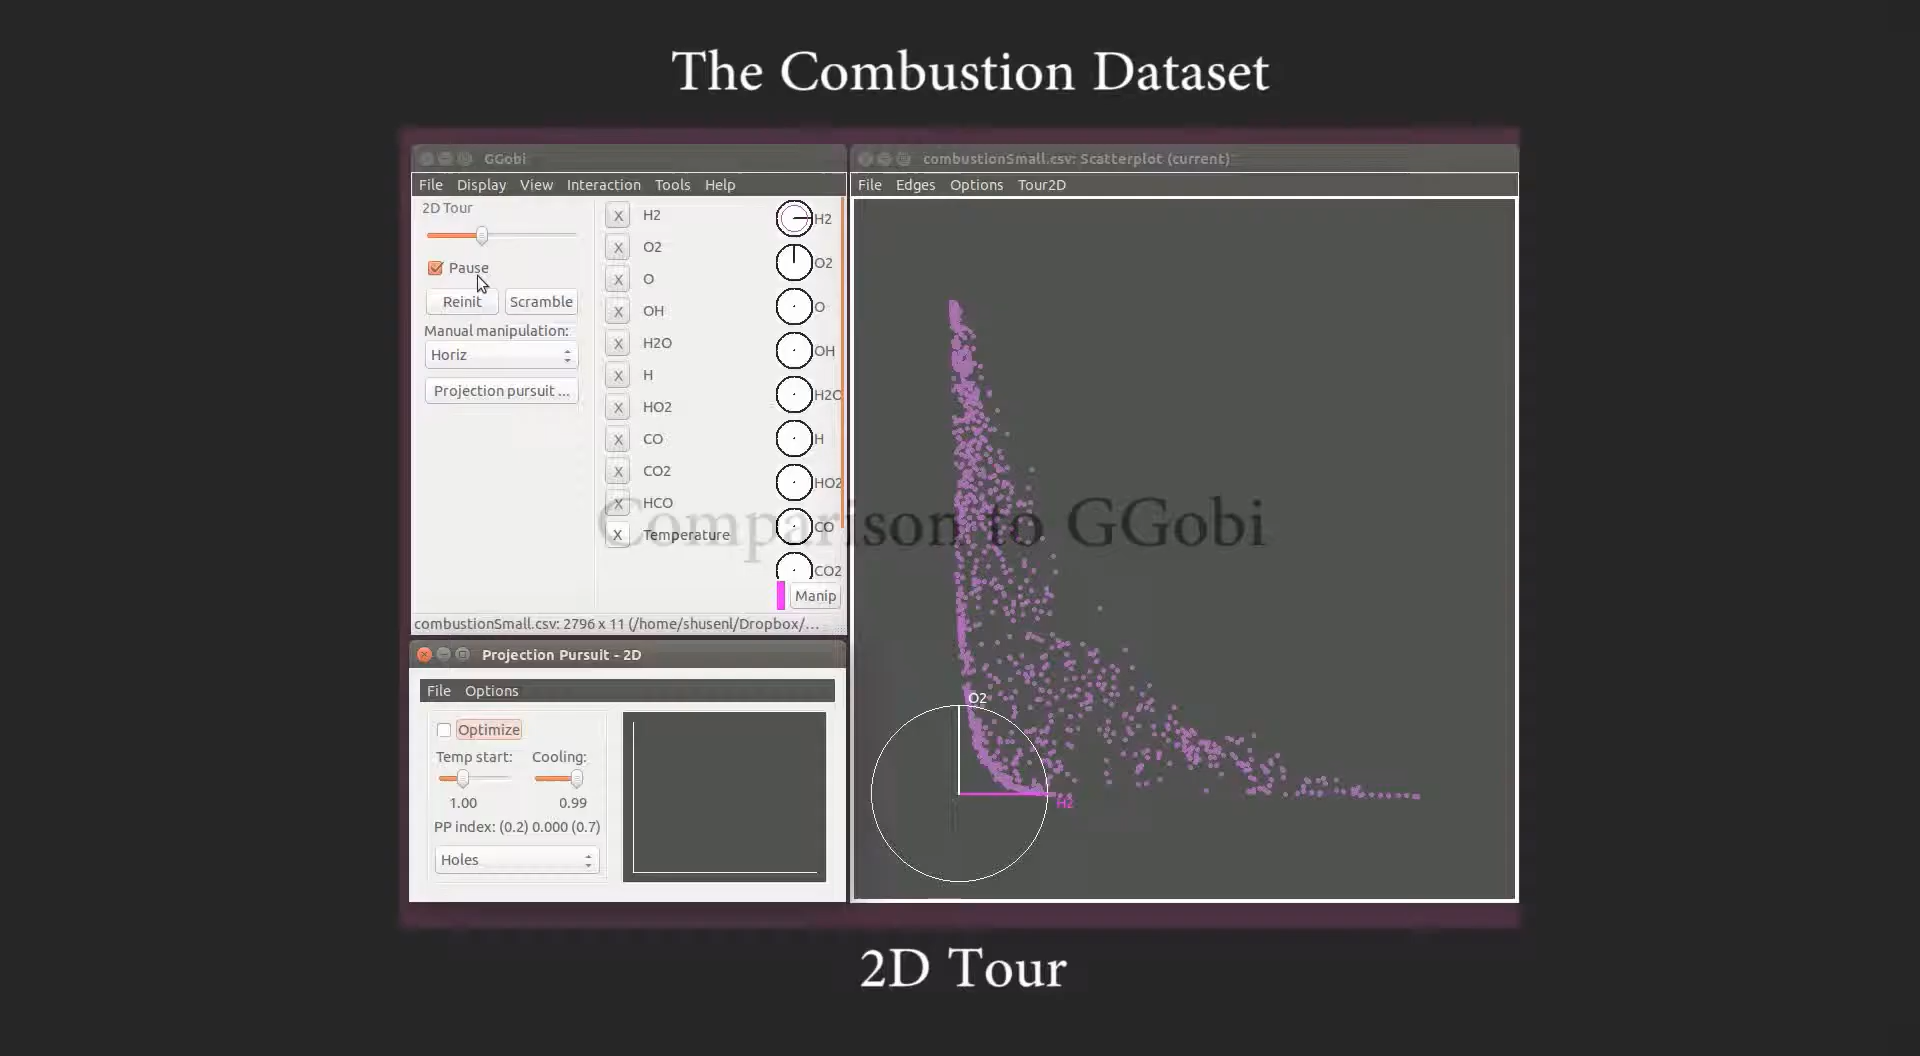 The Combustion Dataset
GGobi
File Display View Interaction Tools Help
2D Tour
Pause
Reinit Scramble
Manual manipulation:
Horiz
Projection pursuit ...
X H2
X O2
X O
X OH
X H2O
X H
X HO2
X CO
X CO2
X HCO
X Temperature
H2
O2
O
OH
H2O
H
HO2
CO
CO2
Manip
combustionSmall.csv: 2796 x 11 (/home/shusenl/Dropbox/...
combustionSmall.csv: Scatterplot (current)
File Edges Options Tour2D
O2
H2
Comparison to GGobi
Projection Pursuit - 2D
File Options
Optimize
Temp start: Cooling:
1.00 0.99
PP index: (0.2) 0.000 (0.7)
Holes
2D Tour